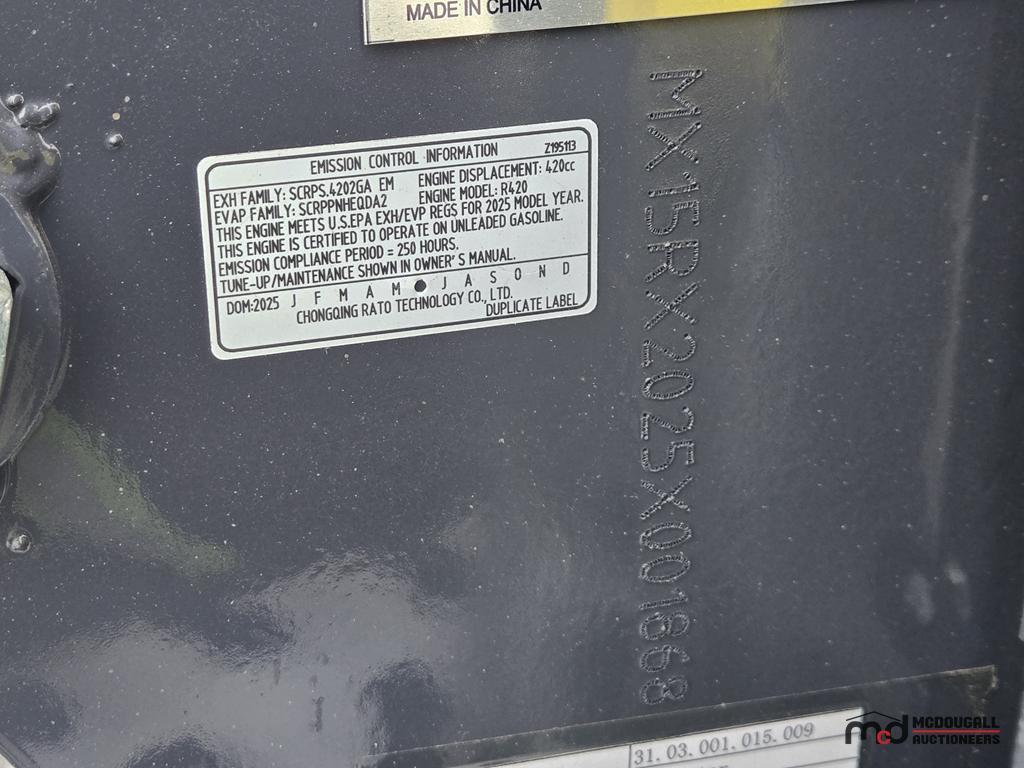 MADE IN CHINA
EMISSION CONTROL INFORMATION Z195113
EXH FAMILY: SCRPS.4202GA EM ENGINE DISPLACEMENT: 420cc
EVAP FAMILY: SCRPPNHEQDA2 ENGINE MODEL: R420
THIS ENGINE MEETS U.S.EPA EXH/EVP REGS FOR 2025 MODEL YEAR.
THIS ENGINE IS CERTIFIED TO OPERATE ON UNLEADED GASOLINE.
EMISSION COMPLIANCE PERIOD = 250 HOURS.
TUNE-UP/MAINTENANCE SHOWN IN OWNER'S MANUAL.
DOM:2025 J F M A M ● J A S O N D
CHONGQING RATO TECHNOLOGY CO., LTD.
DUPLICATE LABEL
MX15RX2025X001868
31.03.001.015.009
mcd MCDOUGALL
AUCTIONEERS